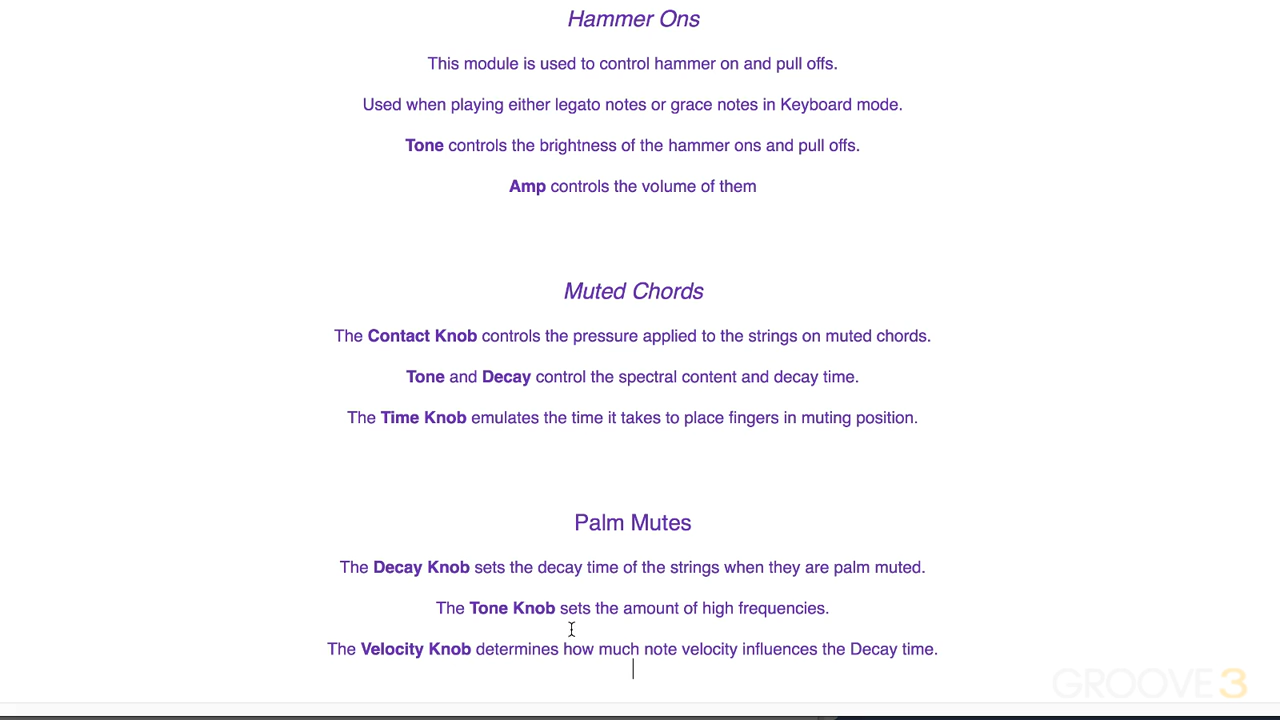 Hammer Ons
This module is used to control hammer on and pull offs.
Used when playing either legato notes or grace notes in Keyboard mode.
Tone controls the brightness of the hammer ons and pull offs.
Amp controls the volume of them
Muted Chords
The Contact Knob controls the pressure applied to the strings on muted chords.
Tone and Decay control the spectral content and decay time.
The Time Knob emulates the time it takes to place fingers in muting position.
Palm Mutes
The Decay Knob sets the decay time of the strings when they are palm muted.
The Tone Knob sets the amount of high frequencies.
The Velocity Knob determines how much note velocity influences the Decay time.
GROOVE 3